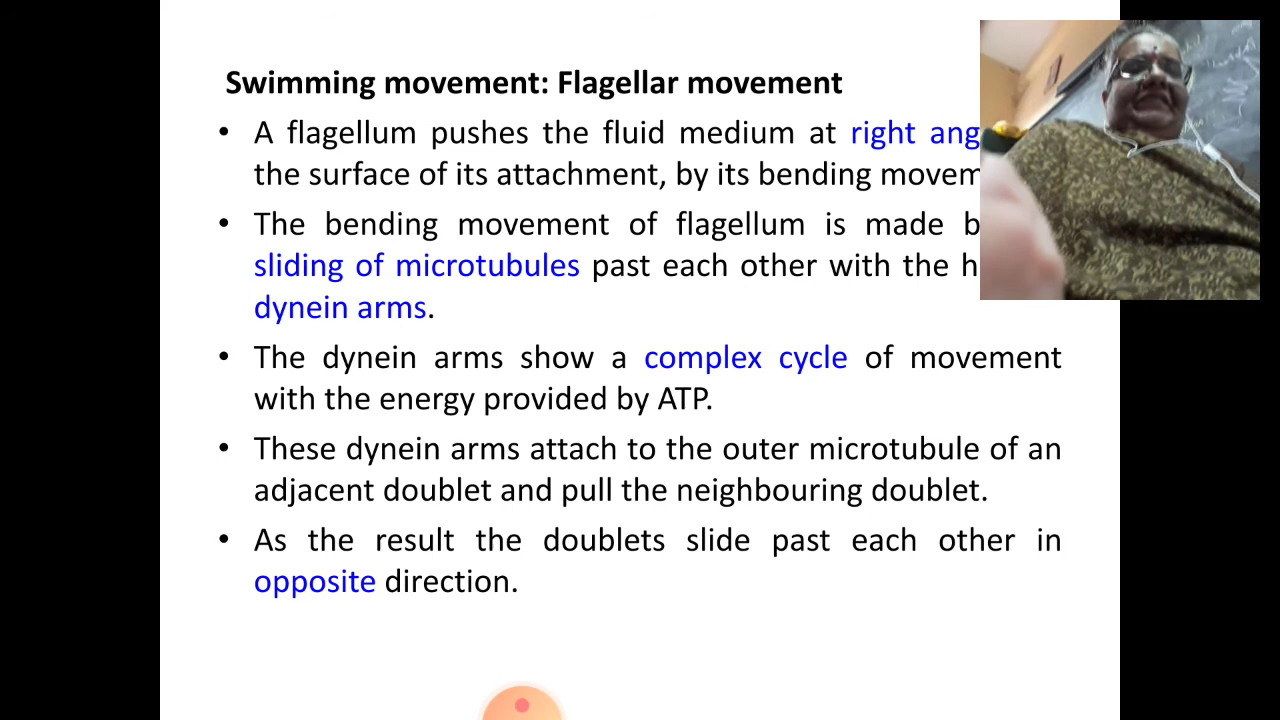 Swimming movement: Flagellar movement
• A flagellum pushes the fluid medium at right
the surface of its attachment, by its bending
• The bending movement of flagellum is made
sliding of microtubules past each other with the
dynein arms.
• The dynein arms show a complex cycle of movement
with the energy provided by ATP.
• These dynein arms attach to the outer microtubule of an
adjacent doublet and pull the neighbouring doublet.
• As the result the doublets slide past each other in
opposite direction.